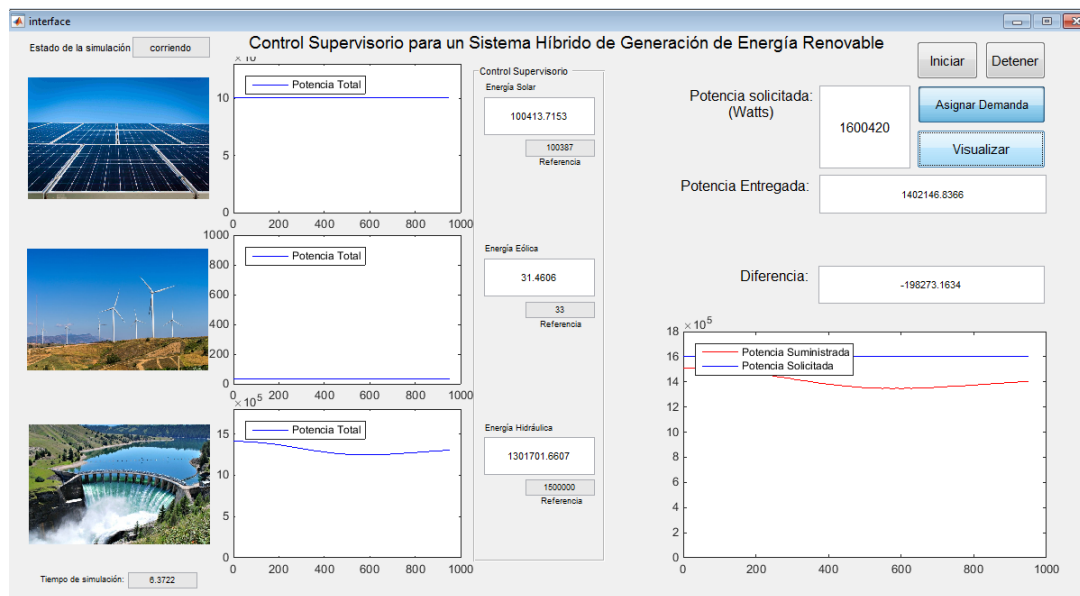 interface
Estado de la simulación corriendo
Control Supervisorio para un Sistema Híbrido de Generación de Energía Renovable
Iniciar Detener
Potencia Total
10
5
0
0 200 400 600 800 1000
Control Supervisorio
Energía Solar
100413.7153
100387
Referencia
Potencia solicitada:
(Watts)
1600420
Asignar Demanda
Visualizar
Potencia Entregada: 1402146.8366
1000
800
600
400
200
0
Potencia Total
Energía Eólica
31.4606
33
Referencia
Diferencia: -198273.1634
× 10^5
15
10
5
0
Potencia Total
0 200 400 600 800 1000
Energía Hidráulica
1301701.6607
1500000
Referencia
× 10^5
18
16
14
12
10
8
6
4
2
0
Potencia Suministrada
Potencia Solicitada
0 200 400 600 800 1000
Tiempo de simulación: 6.3722